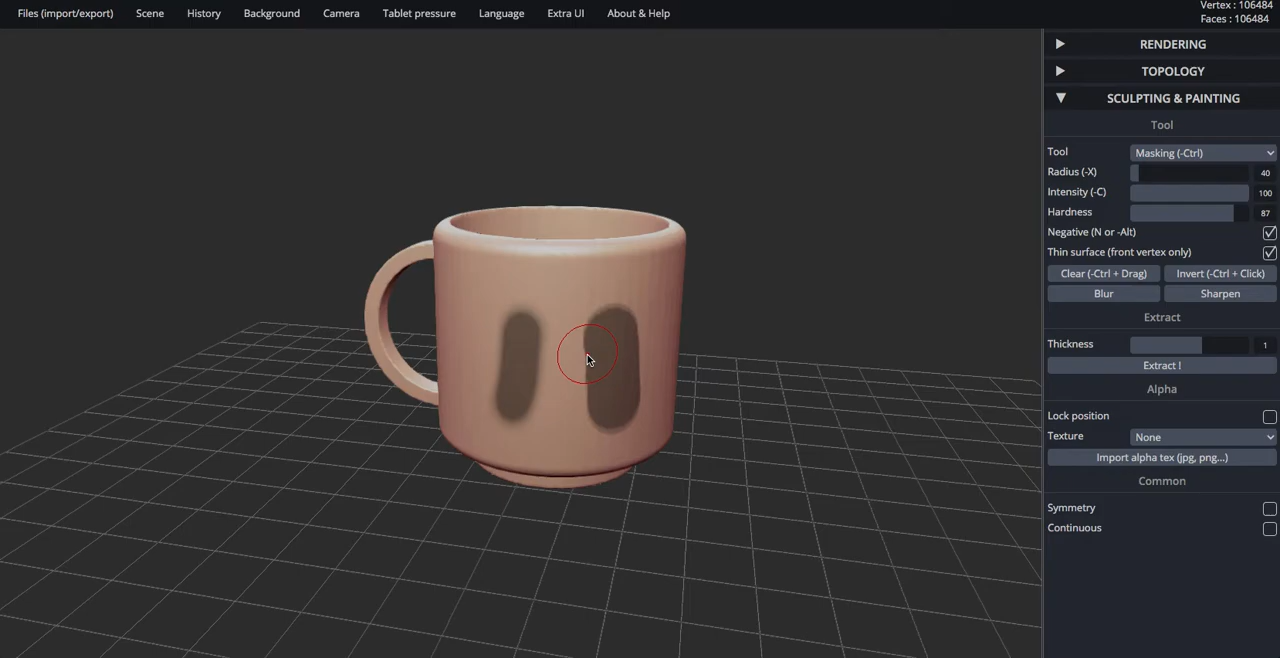 Files (import/export) Scene History Background Camera Tablet pressure Language Extra UI About & Help
Vertex : 106484
Faces : 106484
RENDERING
TOPOLOGY
SCULPTING & PAINTING
Tool
Tool Masking (-Ctrl)
Radius (-X) 40
Intensity (-C) 100
Hardness 87
Negative (N or -Alt)
Thin surface (front vertex only)
Clear (-Ctrl + Drag) Invert (-Ctrl + Click)
Blur Sharpen
Extract
Thickness 1
Extract !
Alpha
Lock position
Texture None
Import alpha tex (jpg, png...)
Common
Symmetry
Continuous